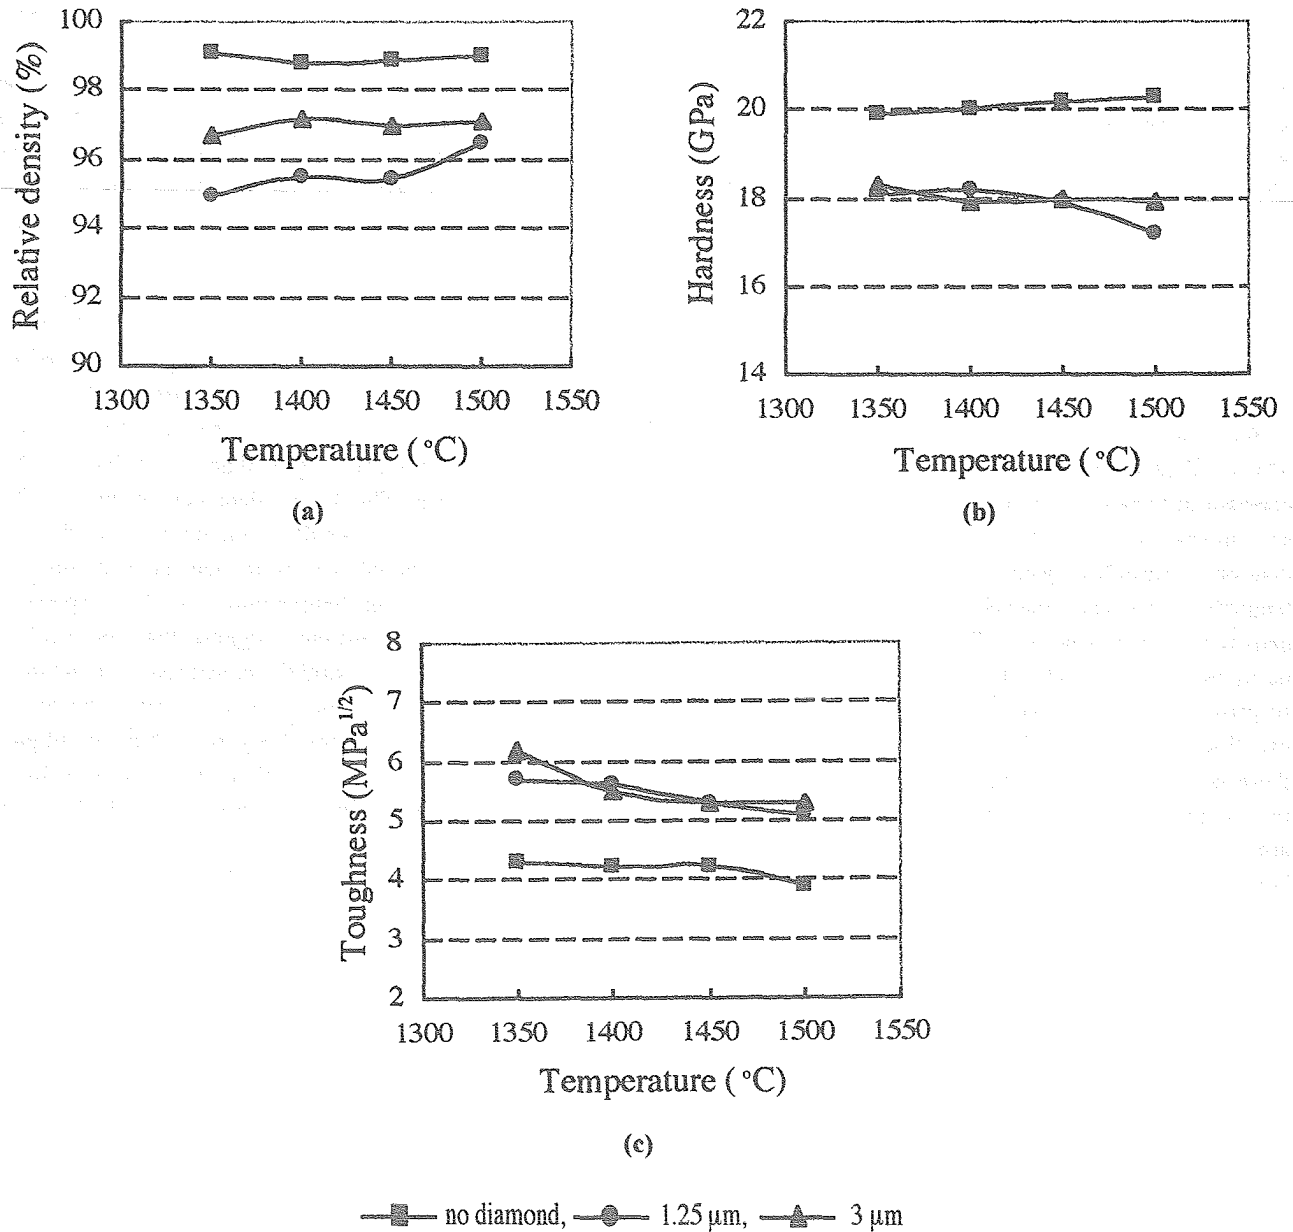 Relative density (%)
100
98
96
94
92
90
1300 1350 1400 1450 1500 1550
Temperature ( °C)
(a)
Hardness (GPa)
22
20
18
16
14
1300 1350 1400 1450 1500 1550
Temperature ( °C)
(b)
Toughness (MPa1/2)
8
7
6
5
4
3
2
1300 1350 1400 1450 1500 1550
Temperature ( °C)
(c)
no diamond, 1.25 µm, 3 µm